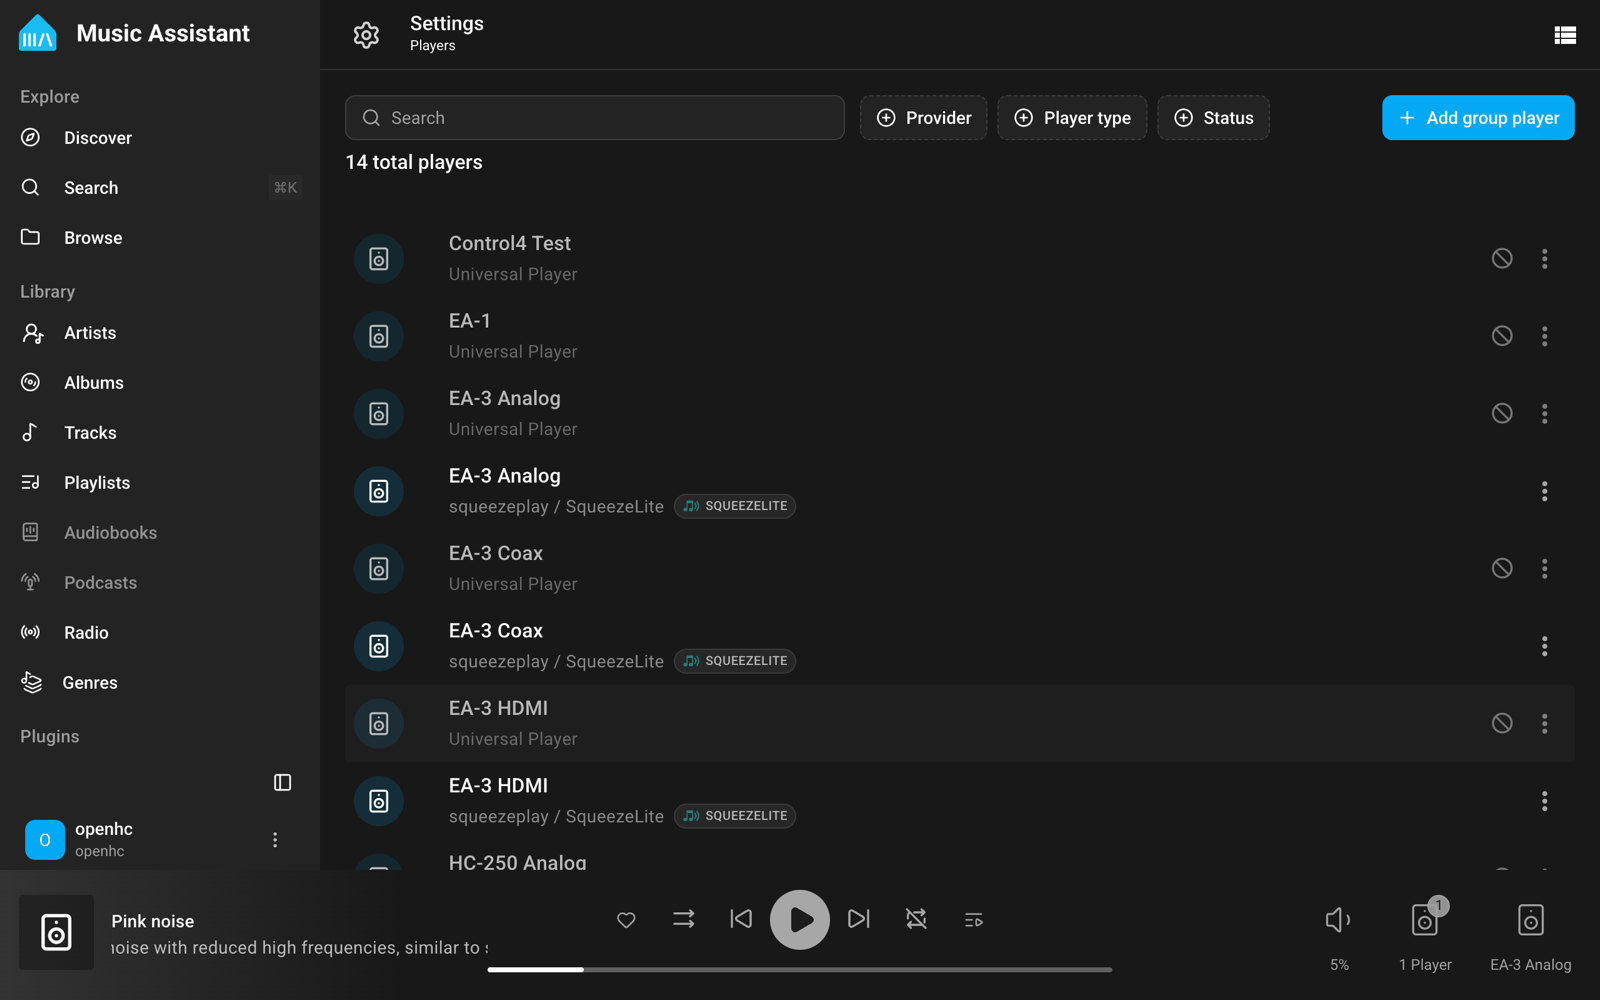 Music Assistant
Explore
Discover
Search ⌘K
Browse
Library
Artists
Albums
Tracks
Playlists
Audiobooks
Podcasts
Radio
Genres
Plugins
O
openhc
openhc
Settings
Players
Search
Provider
Player type
Status
Add group player
14 total players
Control4 Test
Universal Player
EA-1
Universal Player
EA-3 Analog
Universal Player
EA-3 Analog
squeezeplay / SqueezeLite SQUEEZELITE
EA-3 Coax
Universal Player
EA-3 Coax
squeezeplay / SqueezeLite SQUEEZELITE
EA-3 HDMI
Universal Player
EA-3 HDMI
squeezeplay / SqueezeLite SQUEEZELITE
HC-250 Analog
Pink noise
noise with reduced high frequencies, similar to
5%
1
1 Player
EA-3 Analog